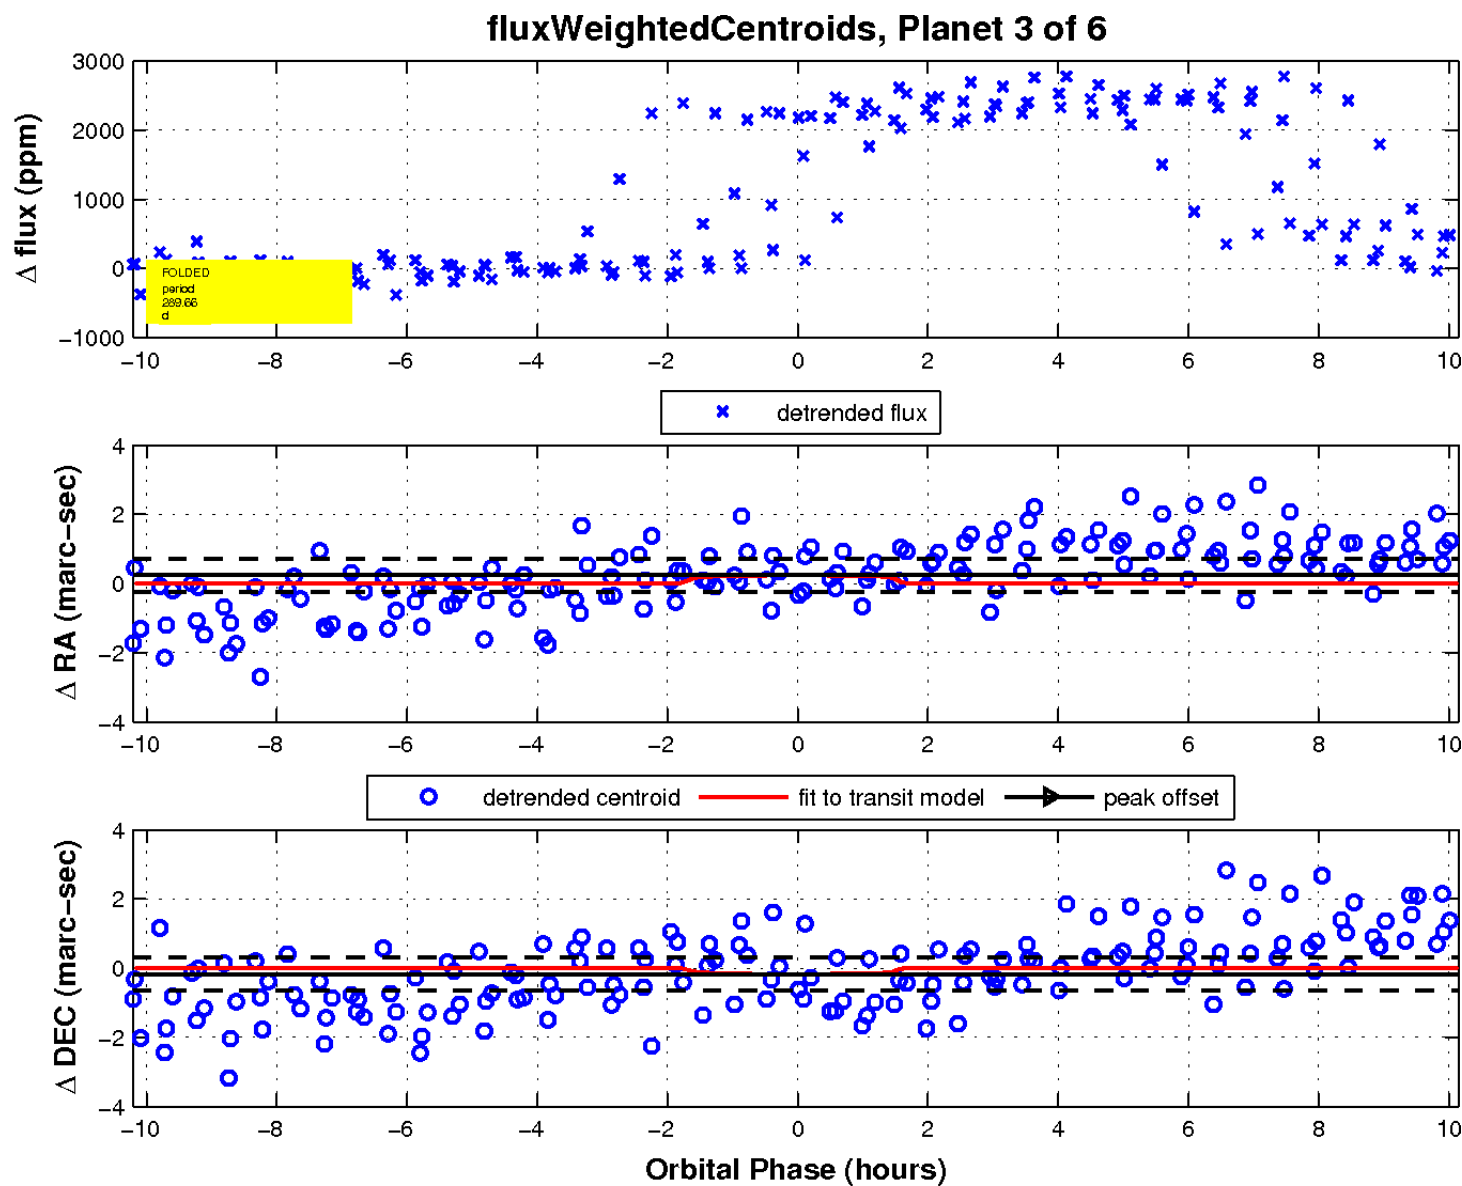 fluxWeightedCentroids, Planet 3 of 6
Δ flux (ppm)
3000
2000
1000
0
−1000
FOLDED
period
289.66
d
−10 −8 −6 −4 −2 0 2 4 6 8 10
detrended flux
Δ RA (marc−sec)
4
2
0
−2
−4
−10 −8 −6 −4 −2 0 2 4 6 8 10
detrended centroid fit to transit model peak offset
Δ DEC (marc−sec)
4
2
0
−2
−4
−10 −8 −6 −4 −2 0 2 4 6 8 10
Orbital Phase (hours)